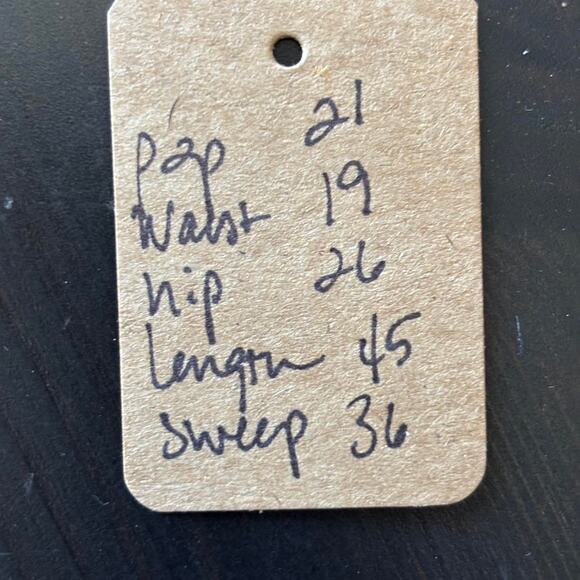 p2p 21
Waist 19
hip 26
length 45
sweep 36